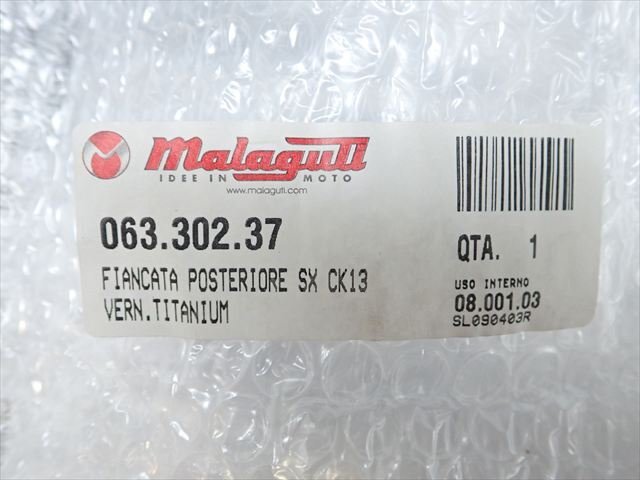 Malaguti
IDEE IN MOTO
www.malaguti.com
063.302.37
FIANCATA POSTERIORE SX CK13
VERN.TITANIUM
QTA. 1
USO INTERNO
08.001.03
SL090403R